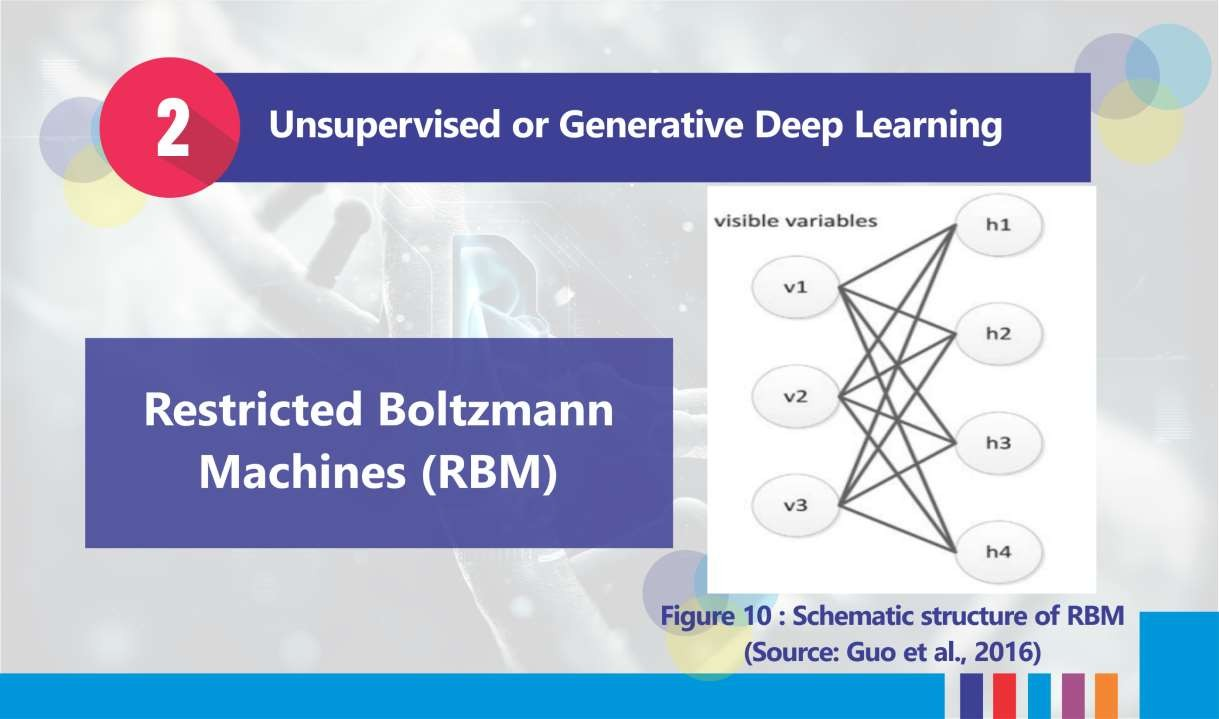 2
Unsupervised or Generative Deep Learning
Restricted Boltzmann
Machines (RBM)
visible variables
h1
v1
h2
v2
h3
v3
h4
Figure 10 : Schematic structure of RBM
(Source: Guo et al., 2016)